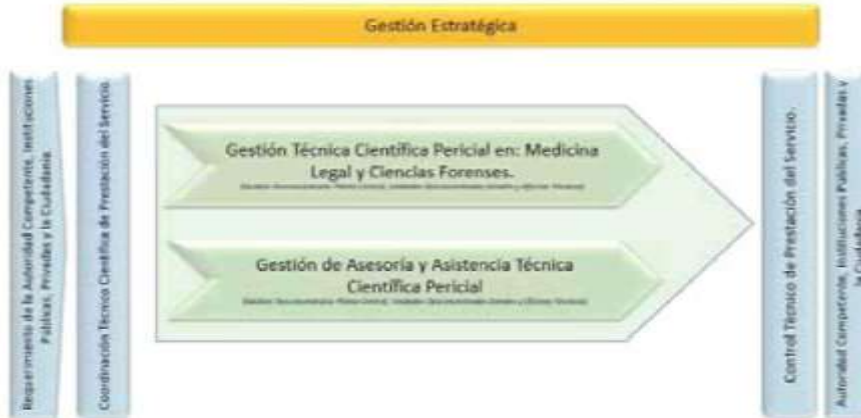 Gestión Estratégica
Requerimiento de la Autoridad Competente, Instituciones
Públicas, Privadas y la Ciudadanía
Coordinación Técnico Científica de Prestación del Servicio.
Gestión Técnica Científica Pericial en: Medicina
Legal y Ciencias Forenses.
Gestión de Asesoría y Asistencia Técnica
Científica Pericial
Control Técnico de Prestación del Servicio.
Autoridad Competente, Instituciones Publicas, Privadas y
la Ciudadanía